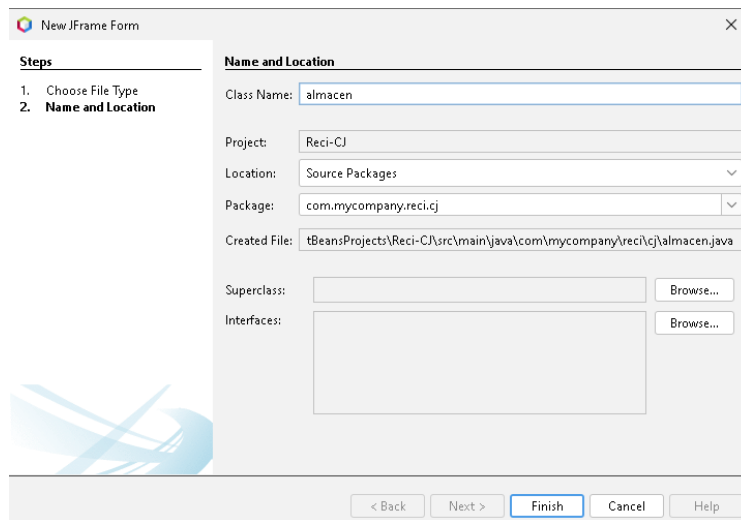 New JFrame Form
Steps
1. Choose File Type
2. Name and Location
Name and Location
Class Name: almacen
Project: Reci-CJ
Location: Source Packages
Package: com.mycompany.reci.cj
Created File: tBeansProjects\Reci-CJ\src\main\java\com\mycompany\reci\cj\almacen.java
Superclass: Browse...
Interfaces: Browse...
< Back Next > Finish Cancel Help